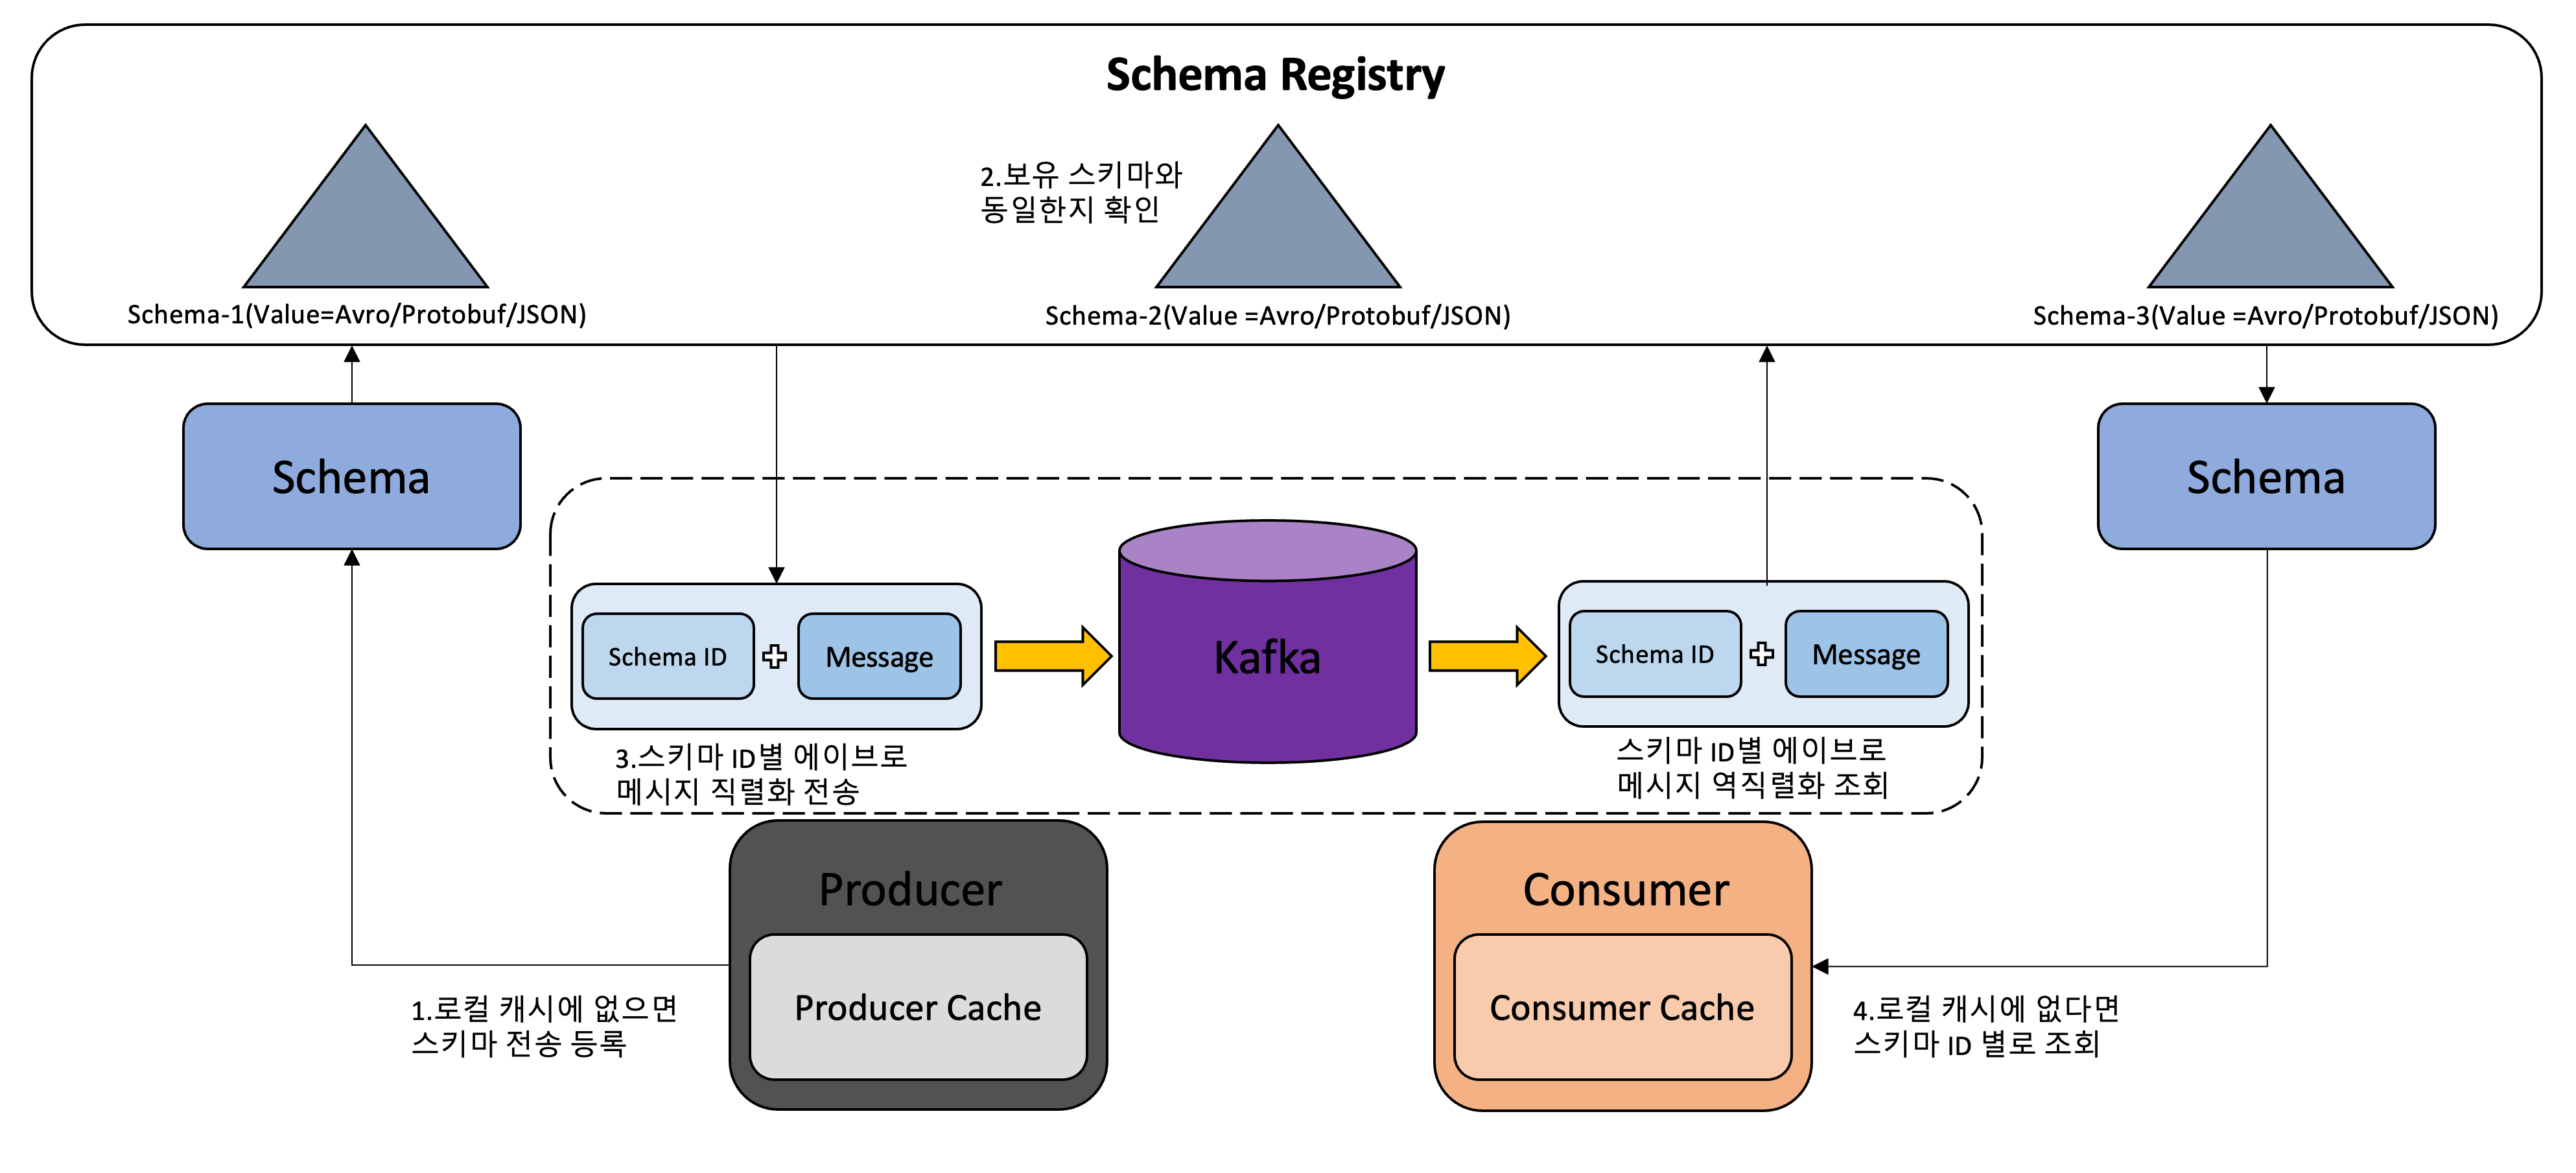 Schema Registry
2.보유 스키마와
동일한지 확인
Schema-1(Value=Avro/Protobuf/JSON)
Schema-2(Value =Avro/Protobuf/JSON)
Schema-3(Value =Avro/Protobuf/JSON)
Schema
Schema
Schema ID
Message
Kafka
Schema ID
Message
3.스키마 ID별 에이브로
메시지 직렬화 전송
스키마 ID별 에이브로
메시지 역직렬화 조회
Producer
Producer Cache
Consumer
Consumer Cache
1.로컬 캐시에 없으면
스키마 전송 등록
4.로컬 캐시에 없다면
스키마 ID 별로 조회